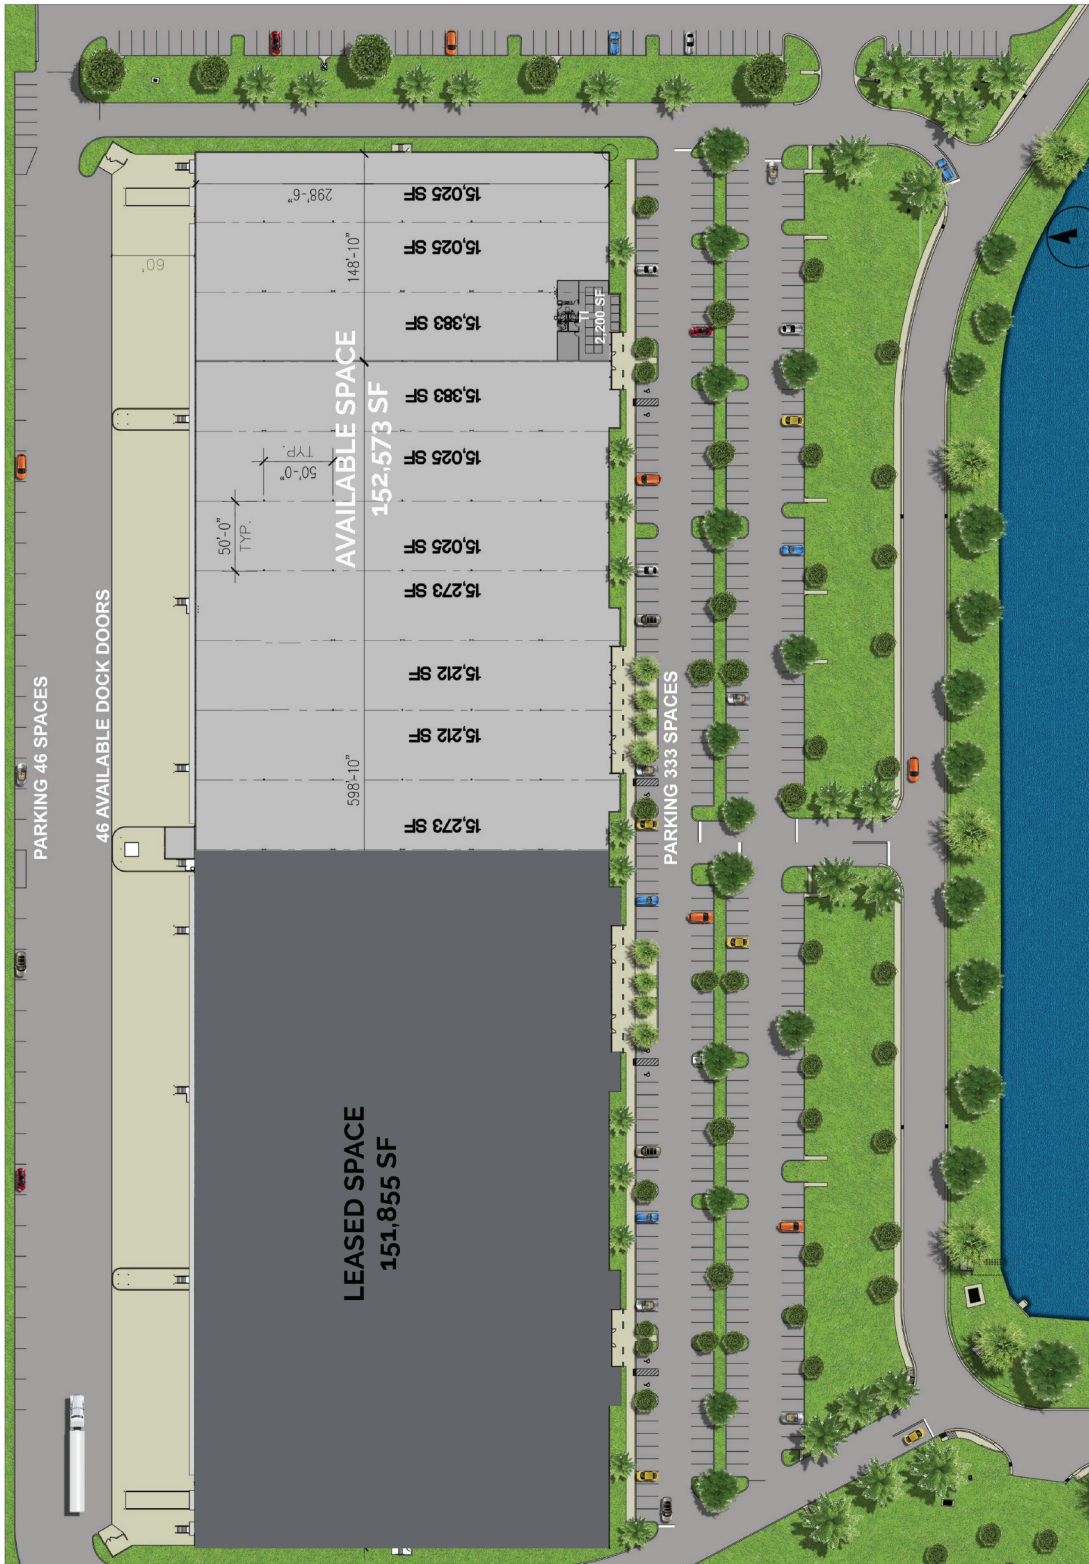 298'-6"
15,025 SF
60'
148'-10"
15,025 SF
15,383 SF
TI
2,200 SF
AVAILABLE SPACE
152,573 SF
15,383 SF
50'-0"
TYP.
15,025 SF
50'-0"
TYP.
15,025 SF
15,273 SF
15,212 SF
15,212 SF
598'-10"
15,273 SF
PARKING 46 SPACES
46 AVAILABLE DOCK DOORS
PARKING 333 SPACES
LEASED SPACE
151,855 SF